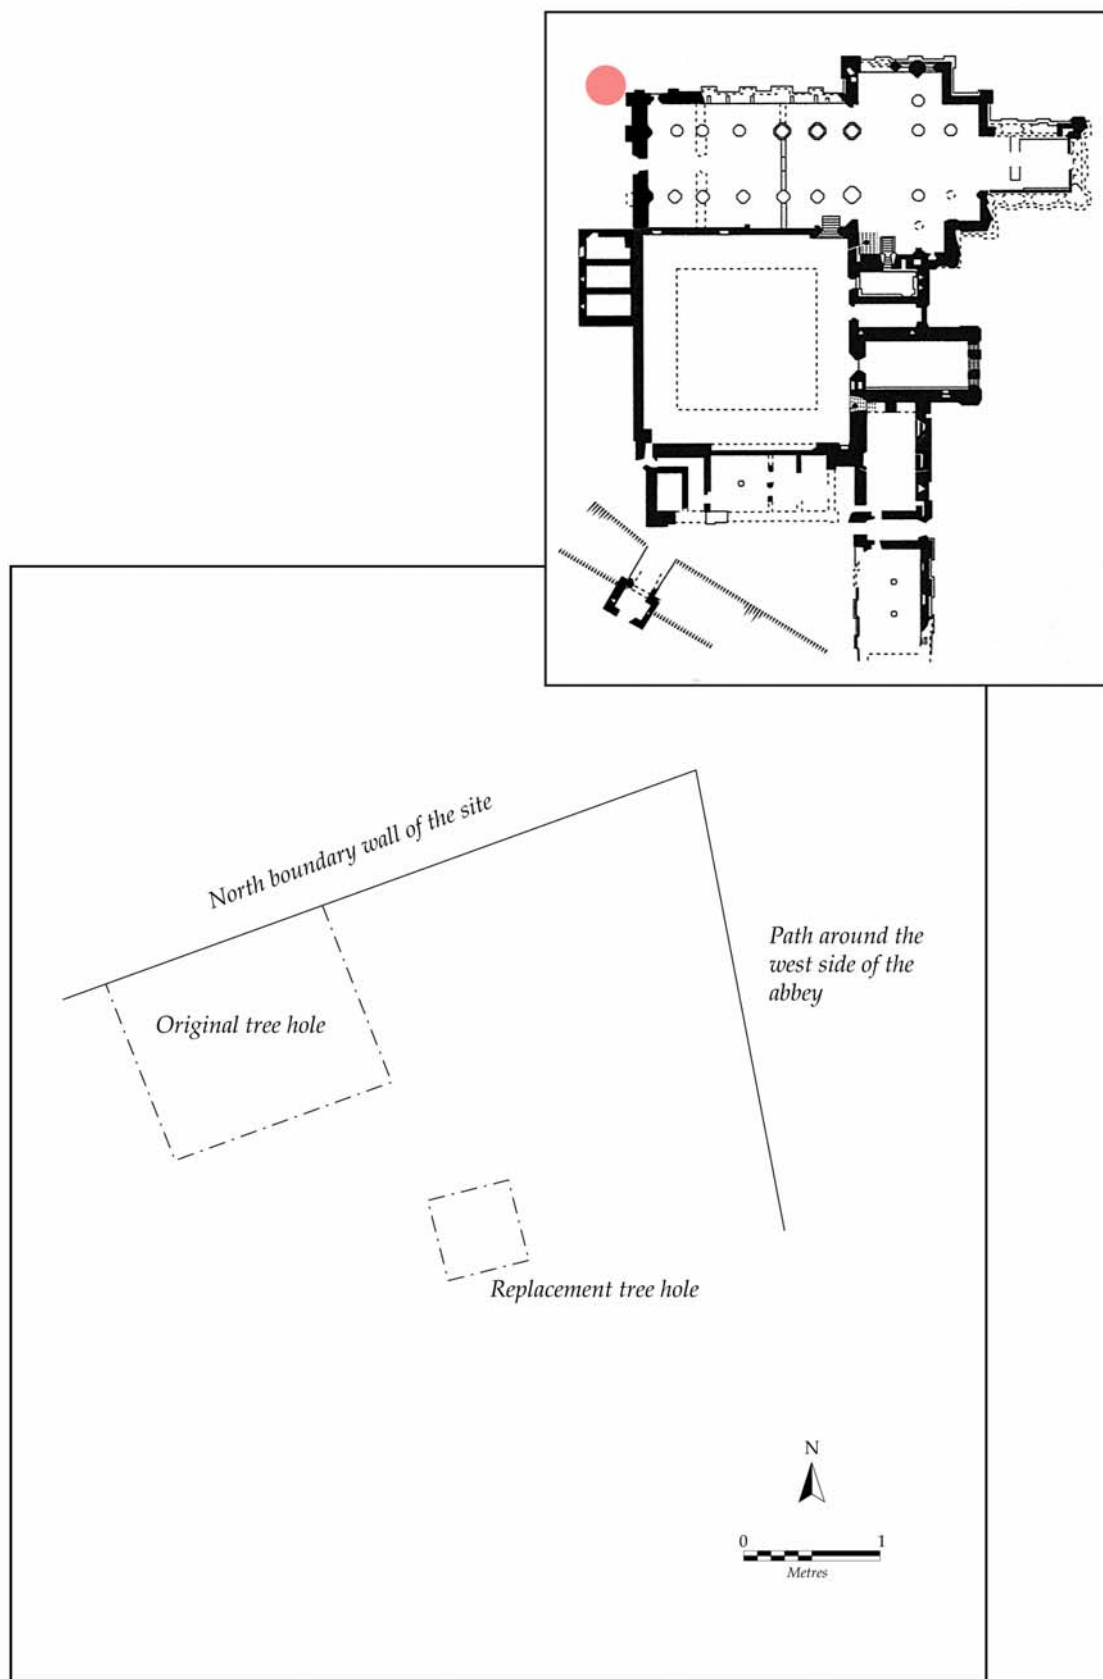 North boundary wall of the site
Path around the
west side of the
abbey
Original tree hole
Replacement tree hole
N
0 1
Metres